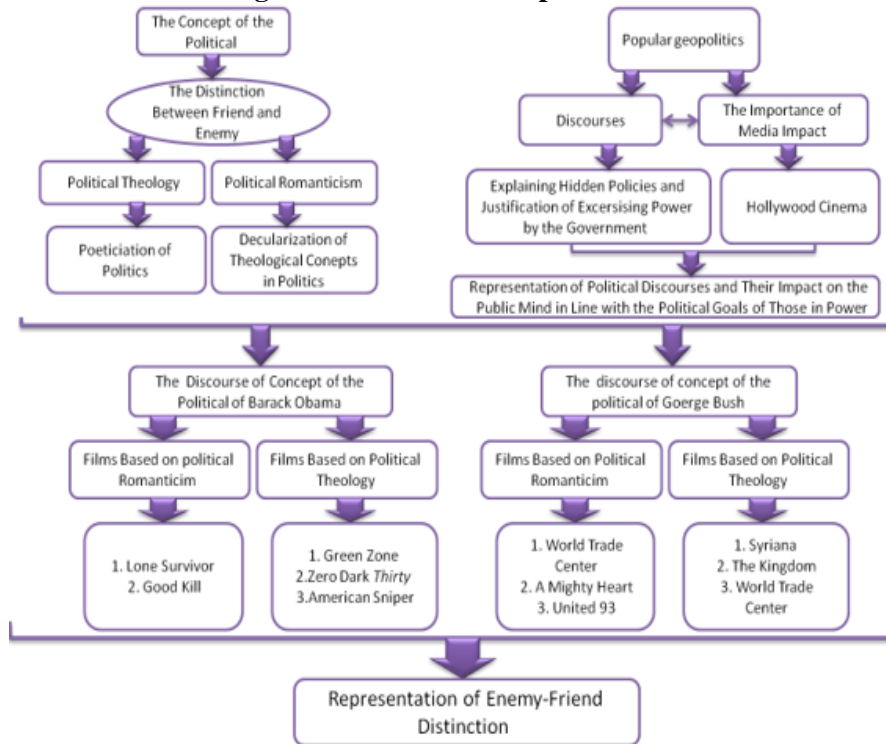 The Concept of the
Political
The Distinction
Between Friend and
Enemy
Political Theology
Political Romanticism
Poeticiation of
Politics
Decularization of
Theological Conepts
in Politics
Popular geopolitics
Discourses
The Importance of
Media Impact
Explaining Hidden Policies and
Justification of Excersising Power
by the Government
Hollywood Cinema
Representation of Political Discourses and Their Impact on the
Public Mind in Line with the Political Goals of Those in Power
The Discourse of Concept of the
Political of Barack Obama
The discourse of concept of the
political of Goerge Bush
Films Based on political
Romanticim
Films Based on Political
Theology
Films Based on Political
Romanticim
Films Based on Political
Theology
1. Lone Survivor
2. Good Kill
1. Green Zone
2.Zero Dark Thirty
3.American Sniper
1. World Trade
Center
2. A Mighty Heart
3. United 93
1. Syriana
2. The Kingdom
3. World Trade
Center
Representation of Enemy-Friend
Distinction